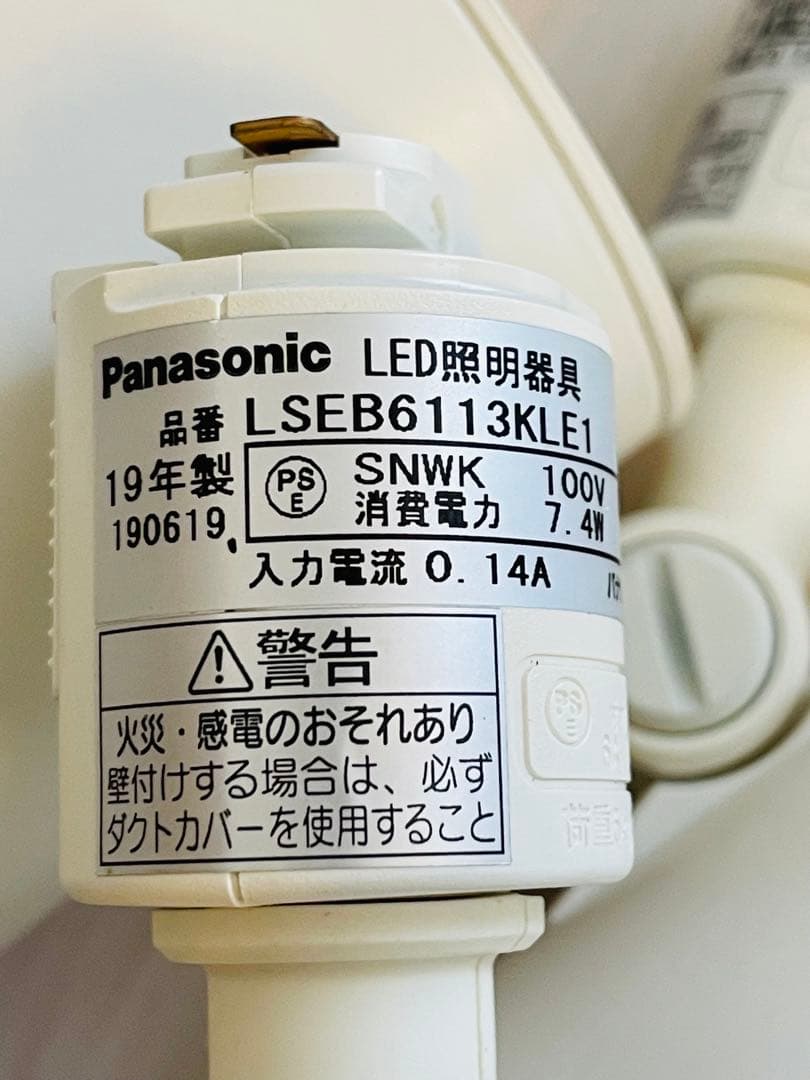 Panasonic LED照明器具
品番 LSEB6113KLE1
19年製
190619
PS
E
SNWK 100V
消費電力 7.4W
入力電流 0.14A
警告
火災・感電のおそれあり
壁付けする場合は、必ず
ダクトカバーを使用すること
PS
E
荷重